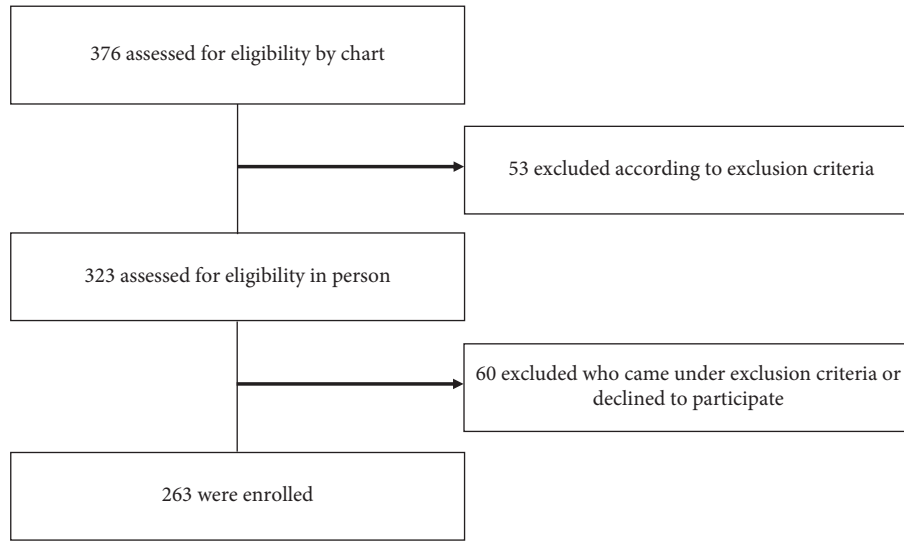 376 assessed for eligibility by chart
53 excluded according to exclusion criteria
323 assessed for eligibility in person
60 excluded who came under exclusion criteria or
declined to participate
263 were enrolled